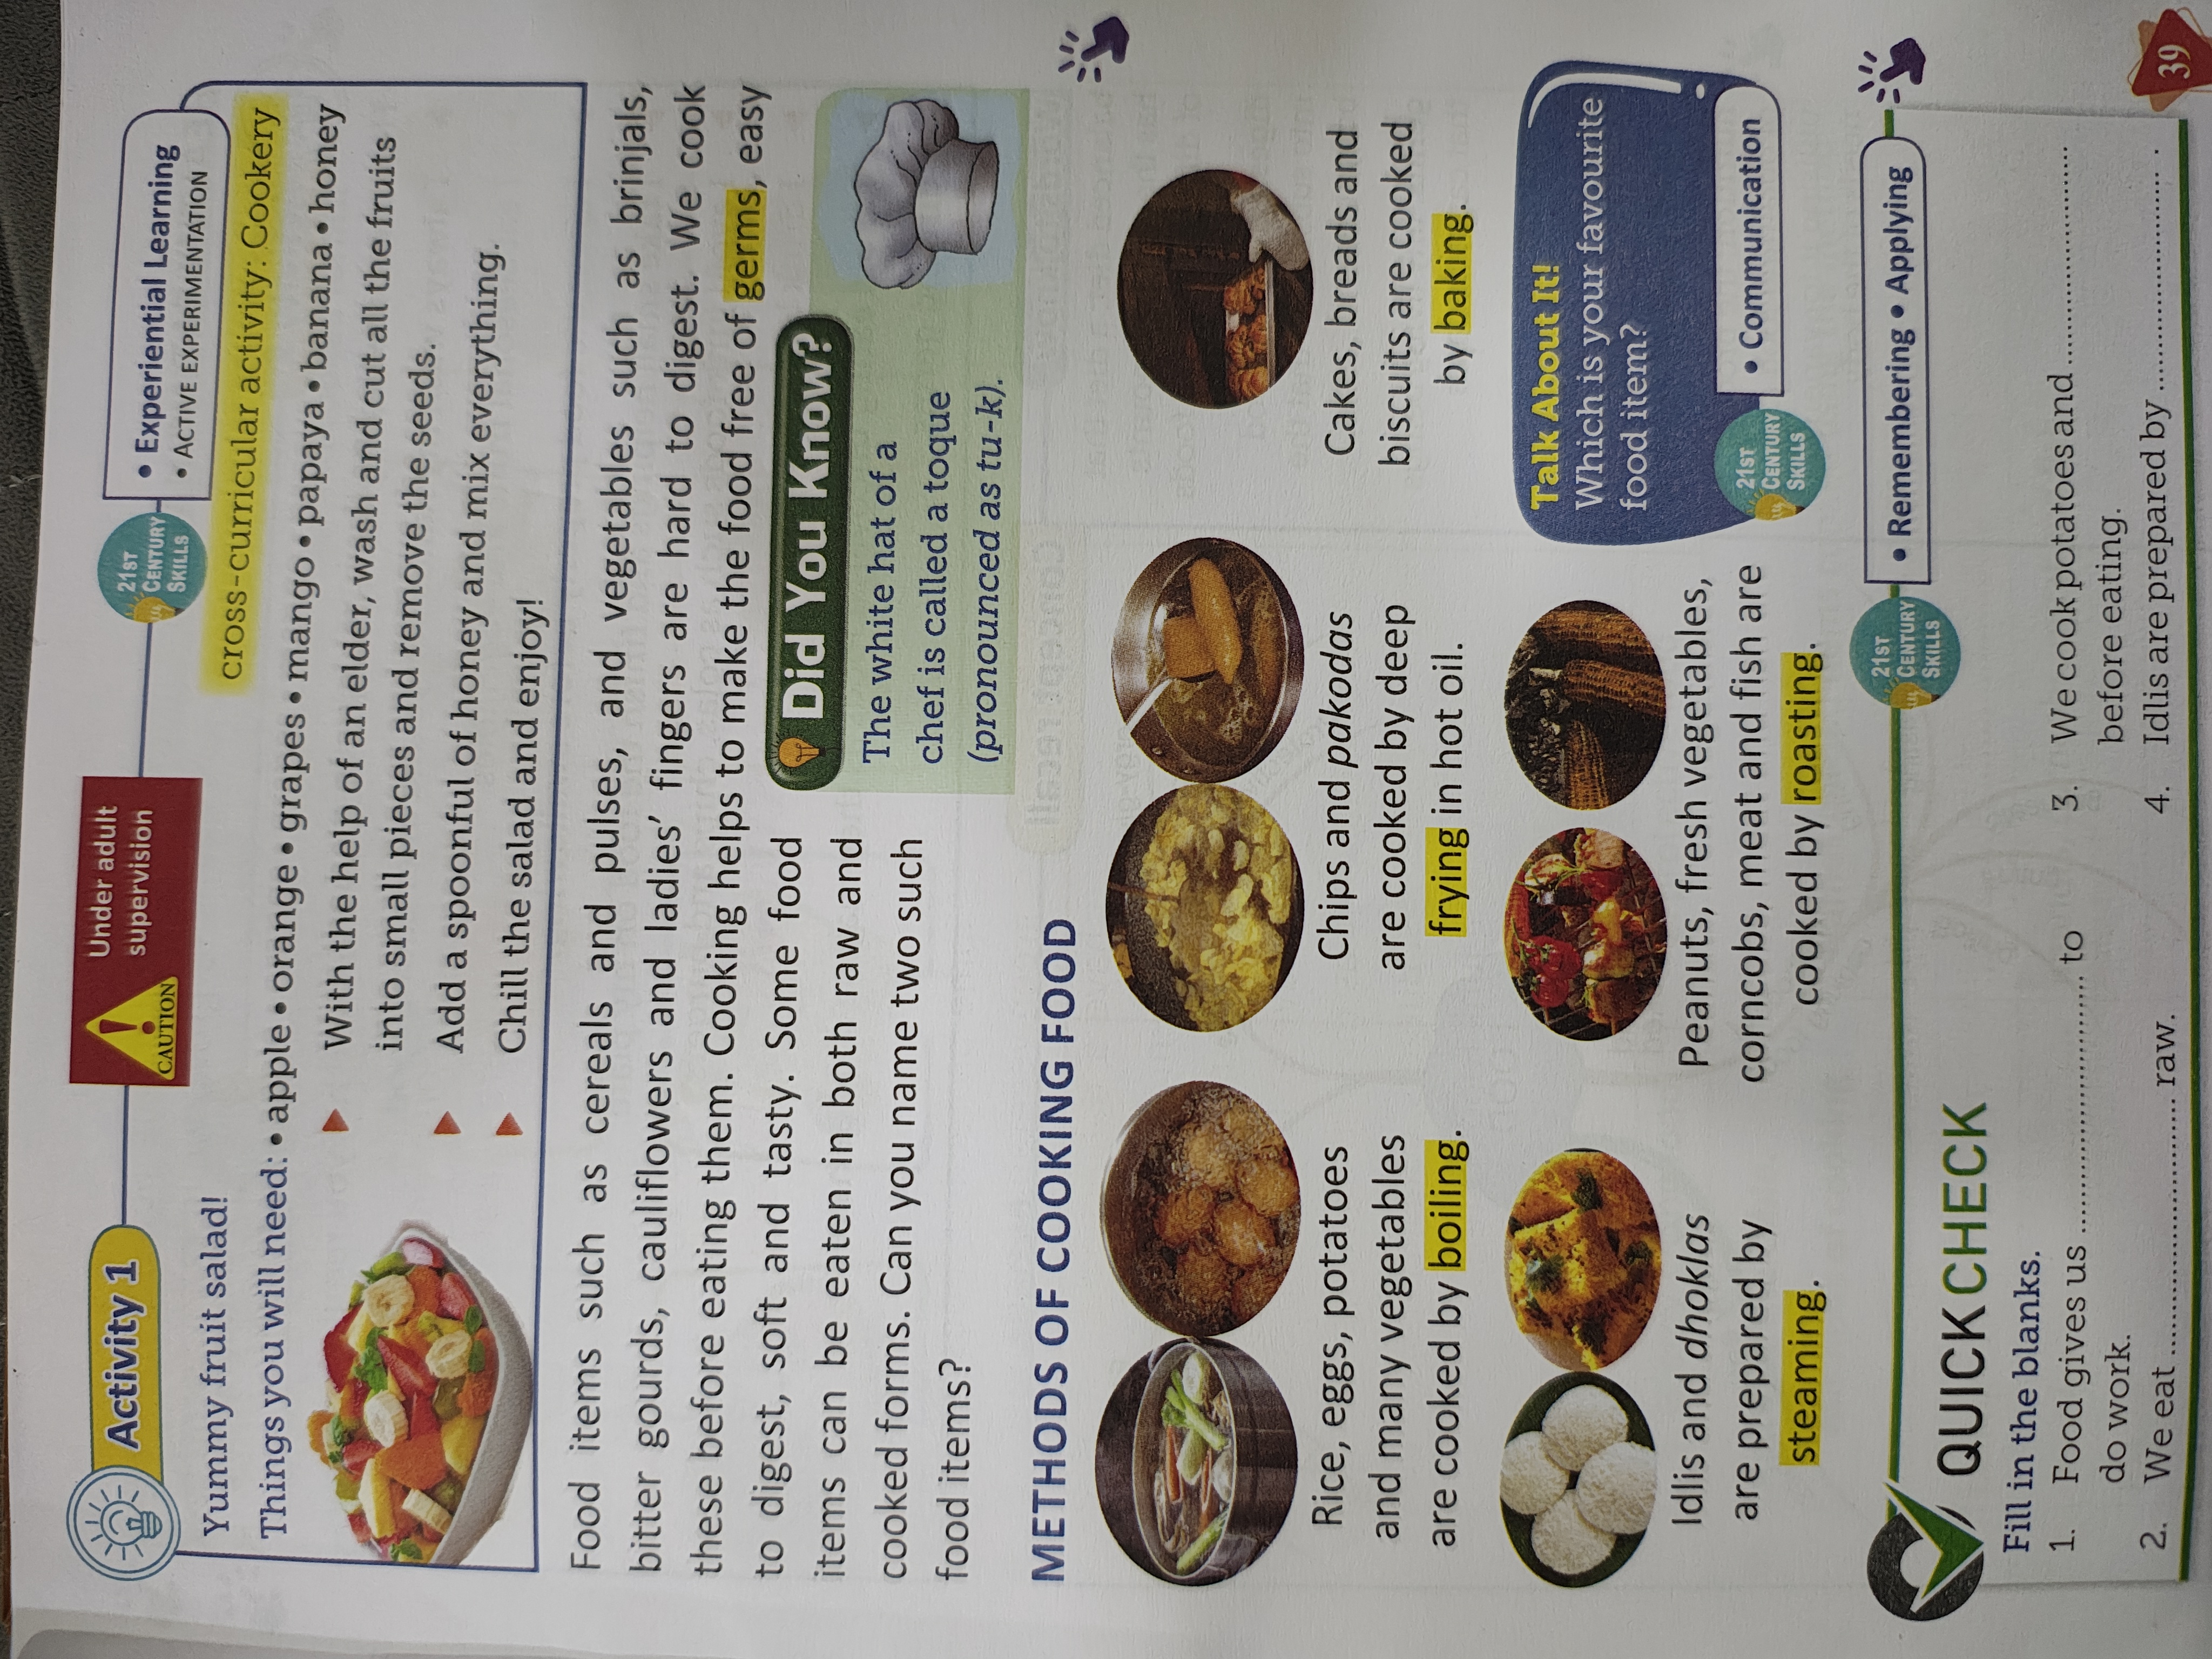 Activity 1
CAUTION
Under adult
supervision
21ST
CENTURY
SKILLS
• Experiential Learning
• ACTIVE EXPERIMENTATION
Yummy fruit salad!
cross-curricular activity: Cookery
Things you will need: • apple • orange • grapes • mango • papaya • banana • honey
With the help of an elder, wash and cut all the fruits
into small pieces and remove the seeds.
Add a spoonful of honey and mix everything.
Chill the salad and enjoy!
Food items such as cereals and pulses, and vegetables such as brinjals,
bitter gourds, cauliflowers and ladies’ fingers are hard to digest. We cook
these before eating them. Cooking helps to make the food free of germs, easy
to digest, soft and tasty. Some food
items can be eaten in both raw and
cooked forms. Can you name two such
food items?
Did You Know?
The white hat of a
chef is called a toque
(pronounced as tu-k).
METHODS OF COOKING FOOD
Rice, eggs, potatoes
and many vegetables
are cooked by boiling.
Chips and pakodas
are cooked by deep
frying in hot oil.
Cakes, breads and
biscuits are cooked
by baking.
Idlis and dhoklas
are prepared by
steaming.
Peanuts, fresh vegetables,
corncobs, meat and fish are
cooked by roasting.
Talk About It!
Which is your favourite
food item?
21ST
CENTURY
SKILLS
• Communication
21ST
CENTURY
SKILLS
• Remembering • Applying
QUICK CHECK
Fill in the blanks.
1. Food gives us .............................. to
do work.
2. We eat .............................. raw.
3. We cook potatoes and ..........................
before eating.
4. Idlis are prepared by .......................... .
39